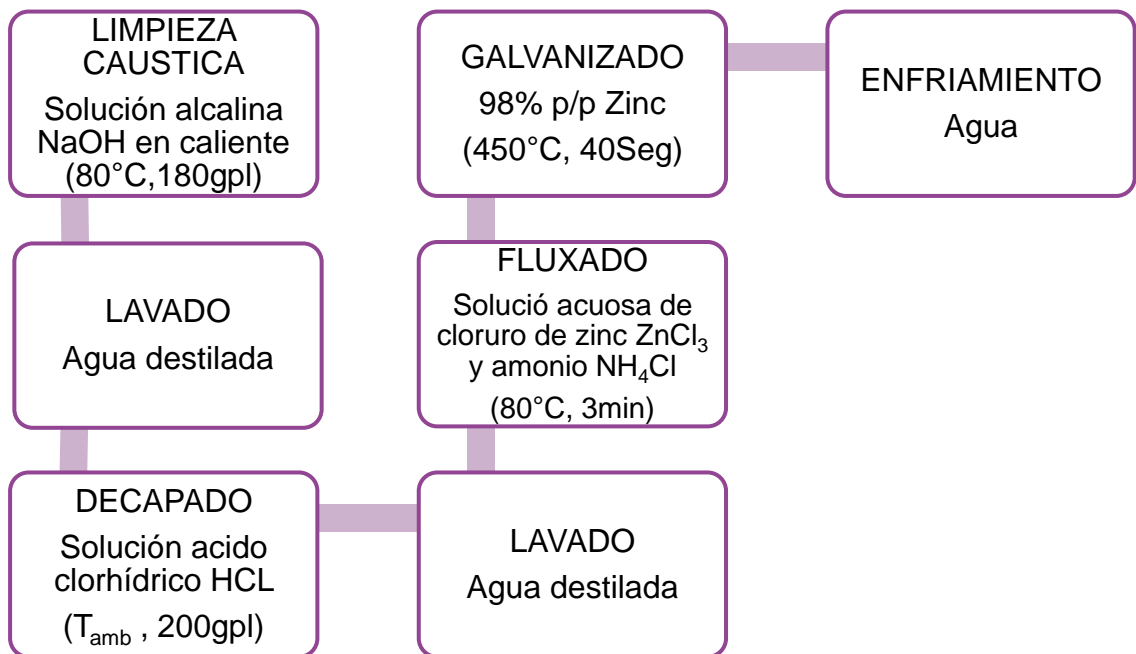 LIMPIEZA
CAUSTICA
Solución alcalina
NaOH en caliente
(80°C,180gpl)
LAVADO
Agua destilada
DECAPADO
Solución acido
clorhídrico HCL
(T_amb , 200gpl)
LAVADO
Agua destilada
FLUXADO
Solució acuosa de
cloruro de zinc ZnCl₃
y amonio NH₄Cl
(80°C, 3min)
GALVANIZADO
98% p/p Zinc
(450°C, 40Seg)
ENFRIAMIENTO
Agua